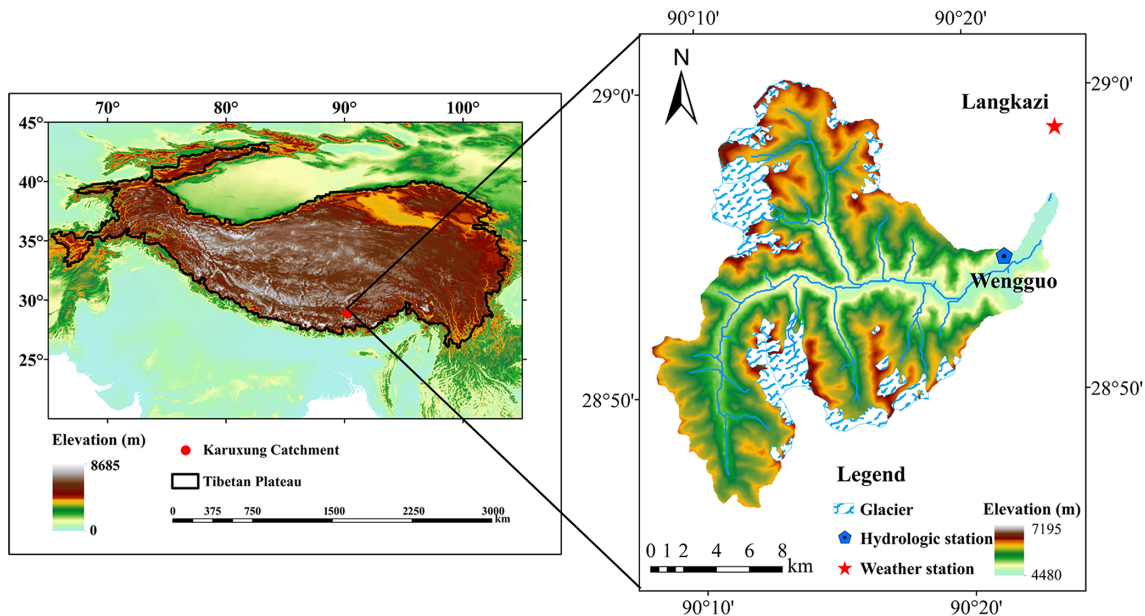 70° 80° 90° 100°
45°
40°
35°
30°
25°
Elevation (m)
8685
0
Karuxung Catchment
Tibetan Plateau
0 375 750 1500 2250 3000
km
90°10' 90°20'
N
29°0' 29°0'
Langkazi
Wengguo
28°50' 28°50'
Legend
Glacier
Hydrologic station
Weather station
Elevation (m)
7195
4480
0 1 2 4 6 8
km
90°10' 90°20'